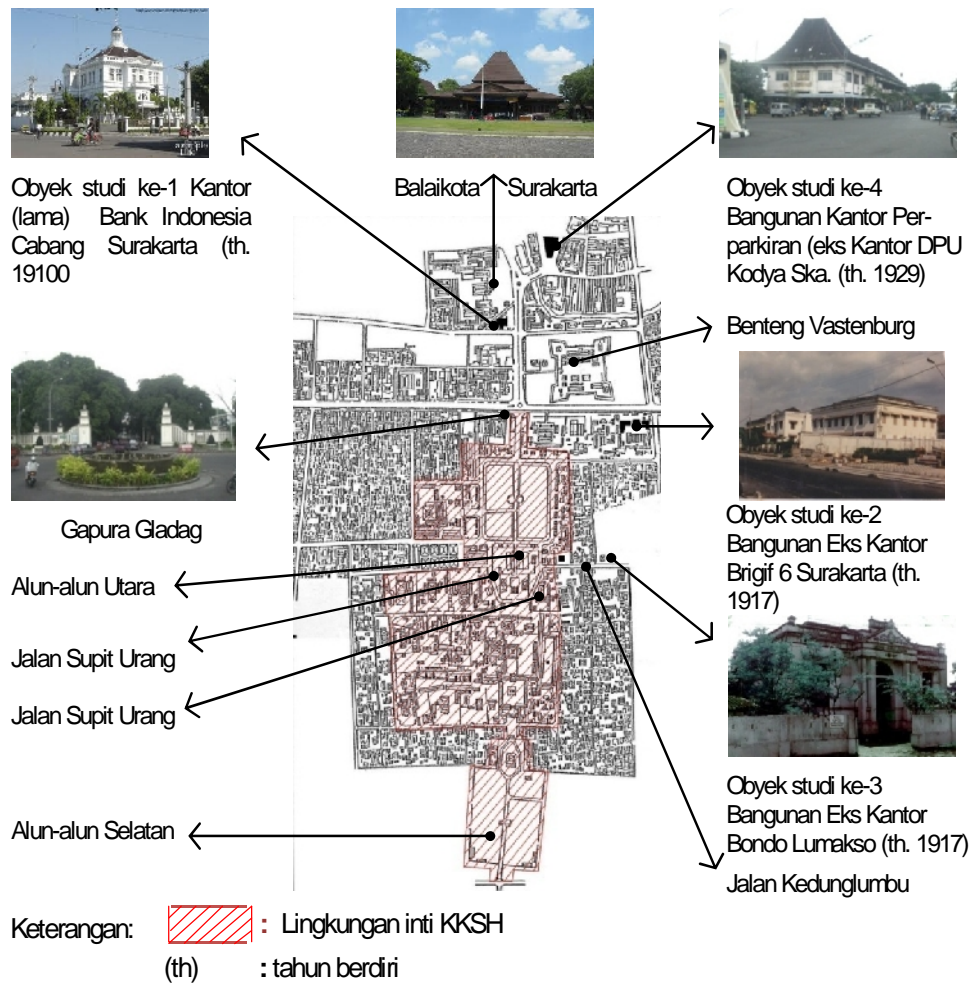 Obyek studi ke-1 Kantor
(lama) Bank Indonesia
Cabang Surakarta (th.
19100
Balaikota Surakarta
Obyek studi ke-4
Bangunan Kantor Per-
parkiran (eks Kantor DPU
Kodya Ska. (th. 1929)
Benteng Vastenburg
Gapura Gladag
Obyek studi ke-2
Bangunan Eks Kantor
Brigif 6 Surakarta (th.
1917)
Alun-alun Utara
Jalan Supit Urang
Jalan Supit Urang
Obyek studi ke-3
Bangunan Eks Kantor
Bondo Lumakso (th. 1917)
Alun-alun Selatan
Jalan Kedunglumbu
Keterangan: : Lingkungan inti KKSH
(th) : tahun berdiri